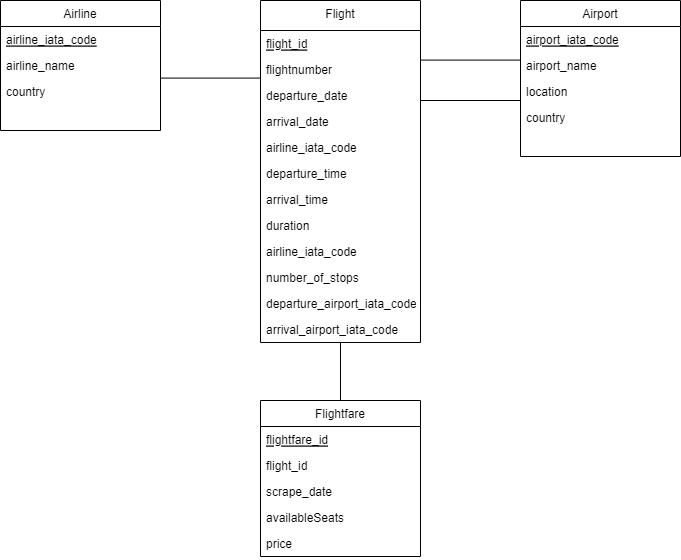 Airline
airline_iata_code
airline_name
country
Flight
flight_id
flightnumber
departure_date
arrival_date
airline_iata_code
departure_time
arrival_time
duration
airline_iata_code
number_of_stops
departure_airport_iata_code
arrival_airport_iata_code
Airport
airport_iata_code
airport_name
location
country
Flightfare
flightfare_id
flight_id
scrape_date
availableSeats
price